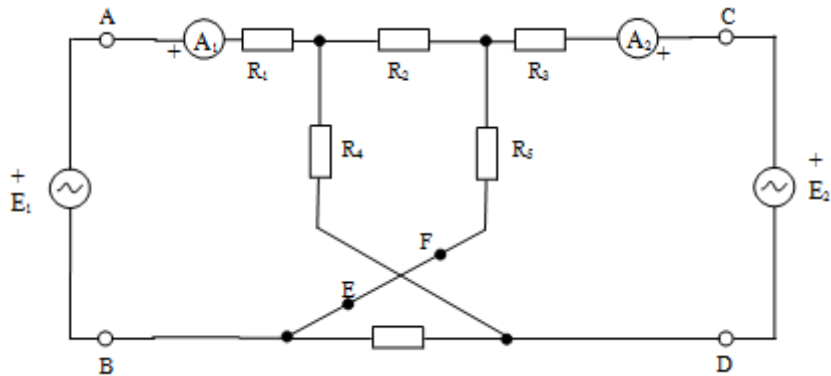 A C
+ A₁ A₂ +
R₁ R₂ R₃
R₄ R₅
+ +
E₁ E₂
F
E
B D